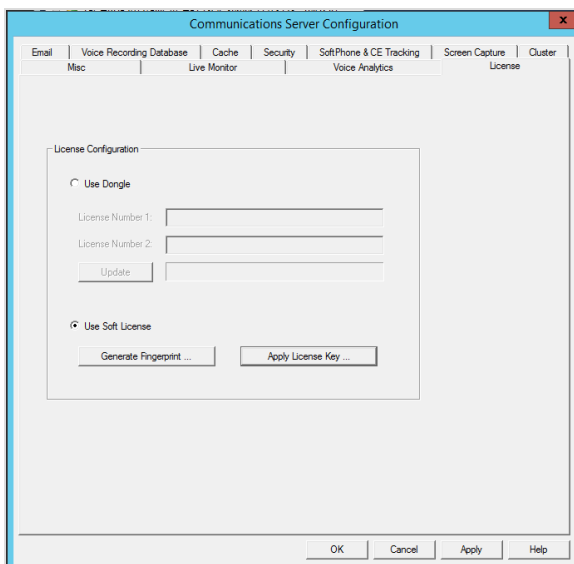 Communications Server Configuration
x
Email Voice Recording Database Cache Security SoftPhone & CE Tracking Screen Capture Cluster
Misc Live Monitor Voice Analytics License
License Configuration
Use Dongle
License Number 1:
License Number 2:
Update
Use Soft License
Generate Fingerprint ... Apply License Key ...
OK Cancel Apply Help